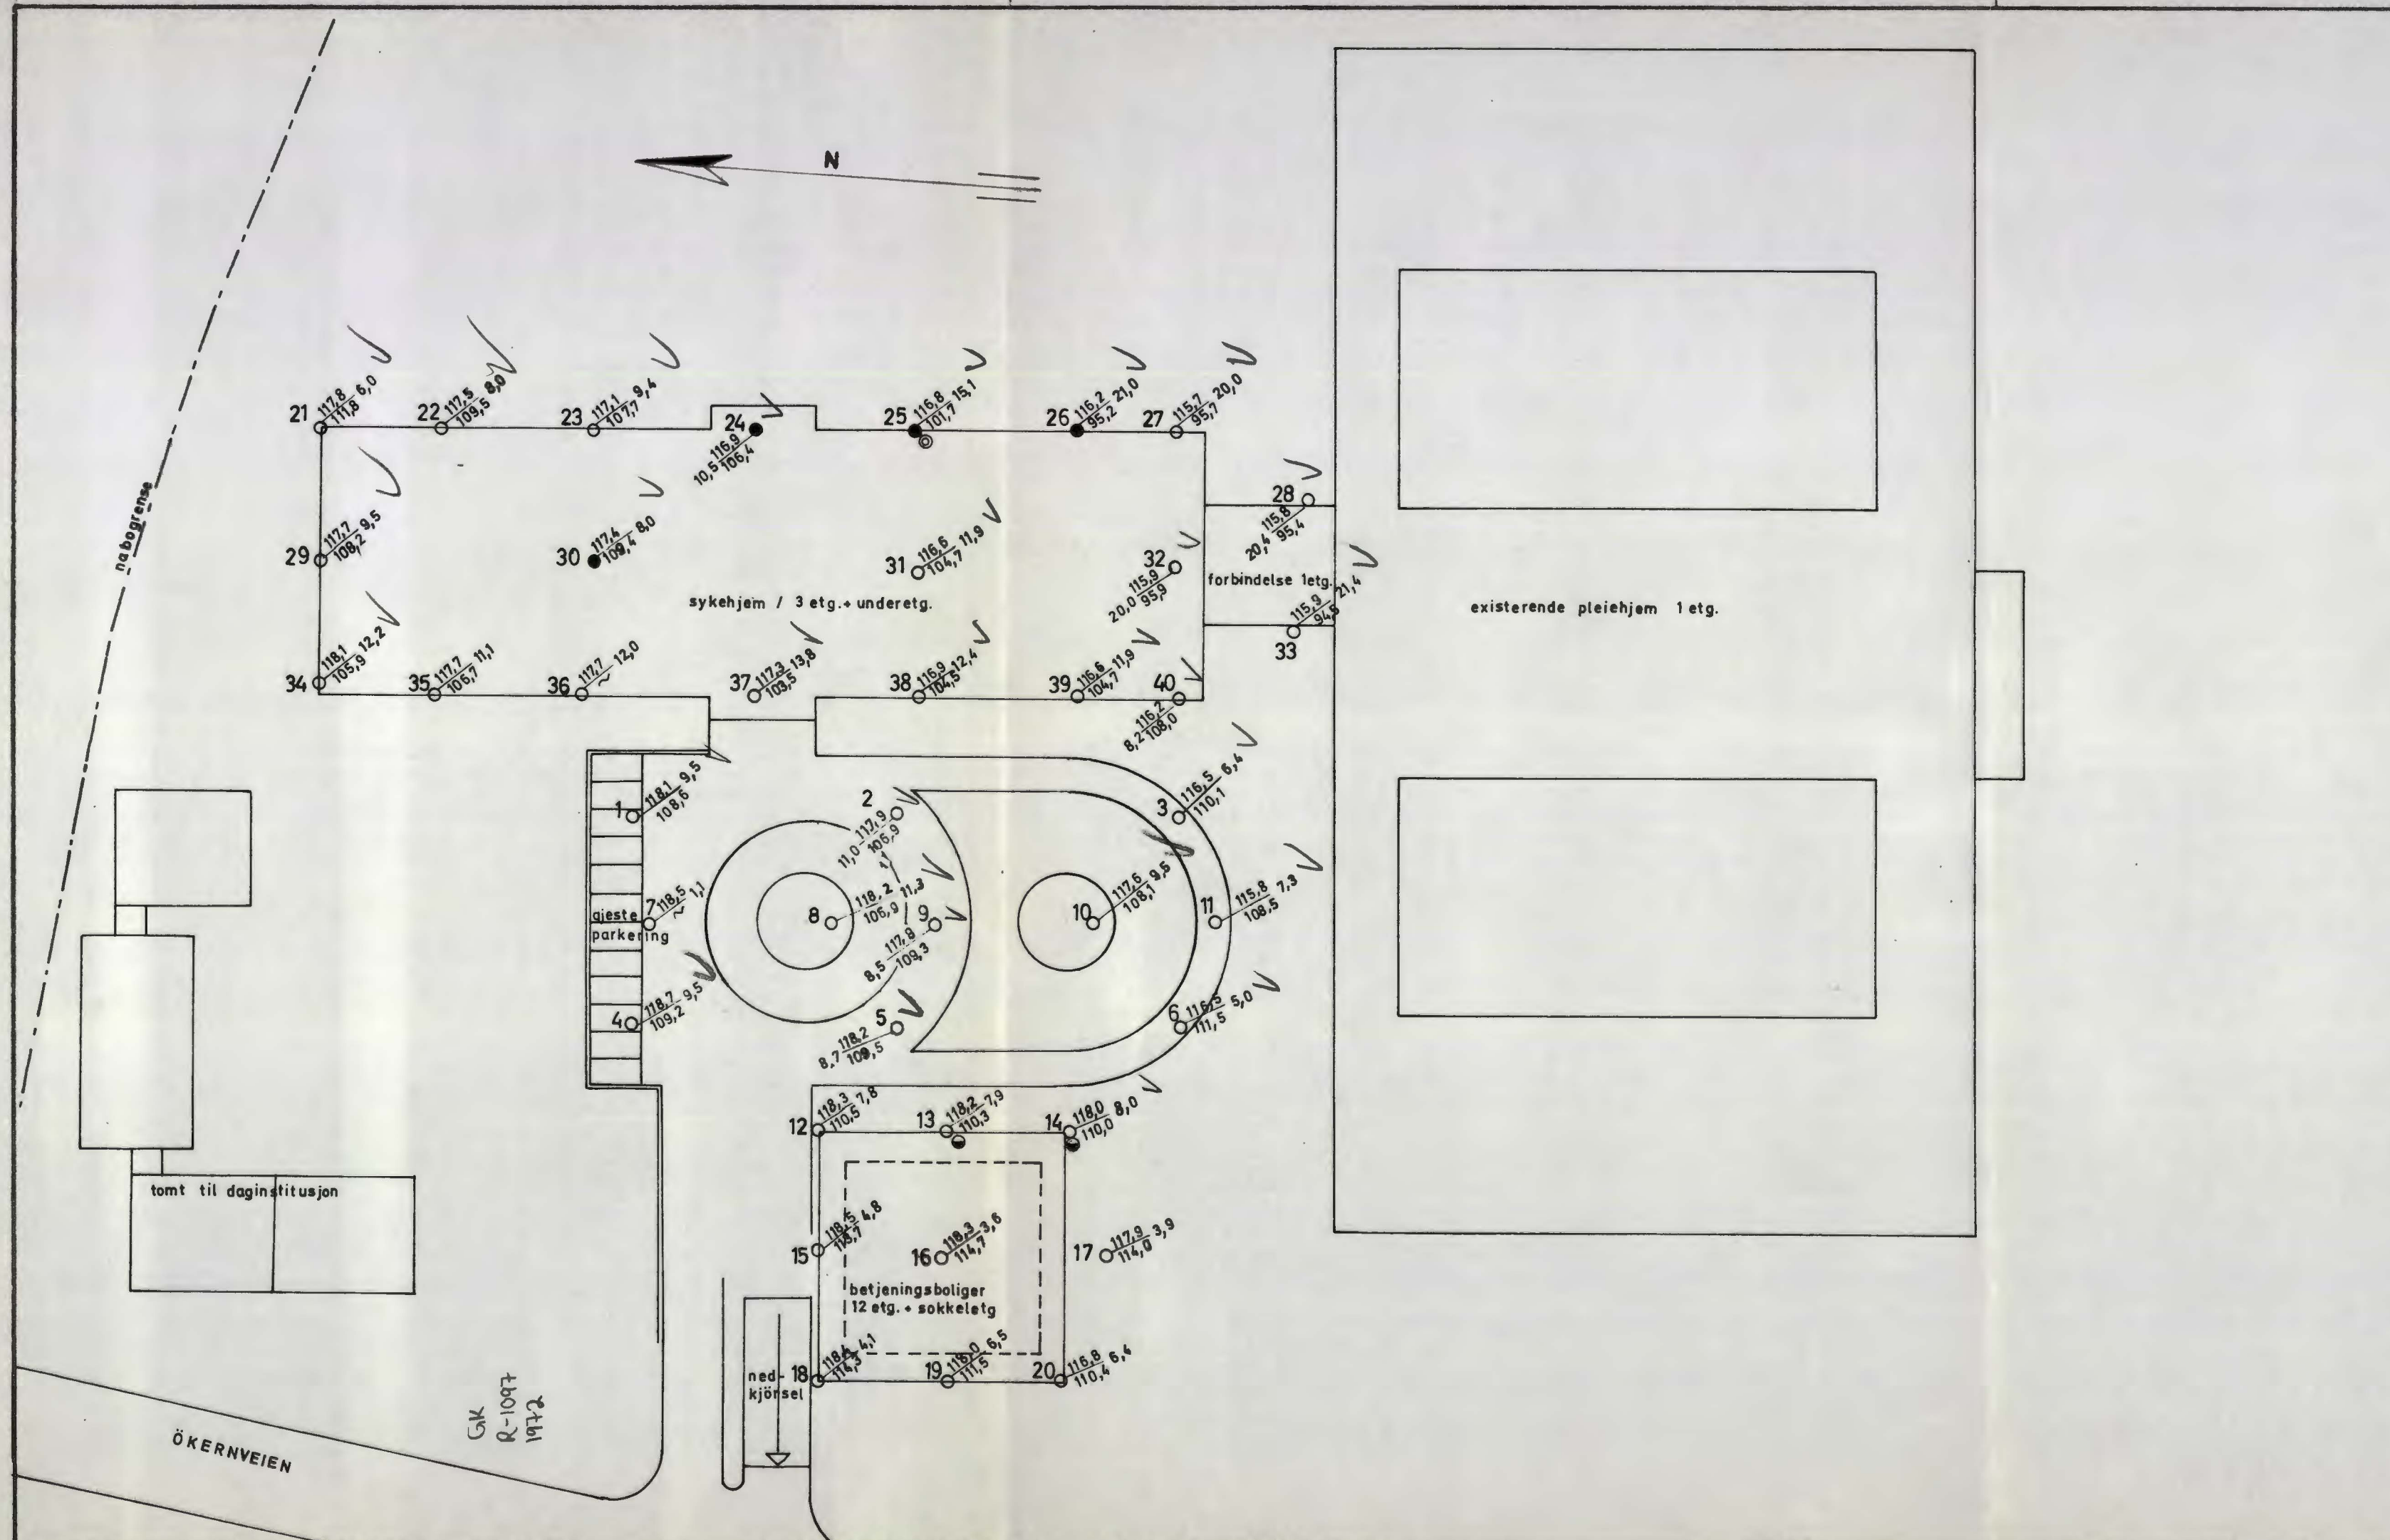 N
nabogrense
21 117,8 6,0
111,8
22 117,5 8,0
109,5
23 117,1 9,4
107,7
24
10,5 116,9
106,4
25 116,8 15,1
101,7
26 116,2 21,0
95,2
27 115,7 20,0
95,7
28
20,4 115,8
95,4
29 117,7 9,5
108,2
30 117,4 8,0
109,4
31 116,6 11,9
104,7
32
20,0 115,9
95,9
forbindelse 1etg.
existerende pleiehjem 1 etg.
sykehjem / 3 etg. + underetg.
33 115,9 21,4
94,5
34 118,1 12,2
105,9
35 117,7 11,1
106,7
36 117,7 12,0
~
37 117,3 13,8
103,5
38 116,9 12,4
104,5
39 116,6 11,9
104,7
40
8,2 116,2
108,0
1 118,1 9,5
108,6
2
11,0 117,9
106,9
3 116,5 6,4
110,1
7 118,5 1,1
~
gjeste
parkering
8 118,2 11,3
106,9
9
8,5 117,8
109,3
10 117,6 9,5
108,1
11 115,8 7,3
108,5
4 118,7 9,5
109,2
5
8,7 118,2
109,5
6 116,5 5,0
111,5
12 118,3 7,8
110,5
13 118,2 7,9
110,3
14 118,0 8,0
110,0
tomt til daginstitusjon
15 118,5 4,8
113,7
16 118,3 3,6
114,7
17 117,9 3,9
114,0
betjeningsboliger
12 etg. + sokkeletg
18 118,4 4,1
114,3
19 118,0 6,5
111,5
20 116,8 6,4
110,4
ned-
kjörsel
GK
R-1097
1972
ÖKERNVEIEN